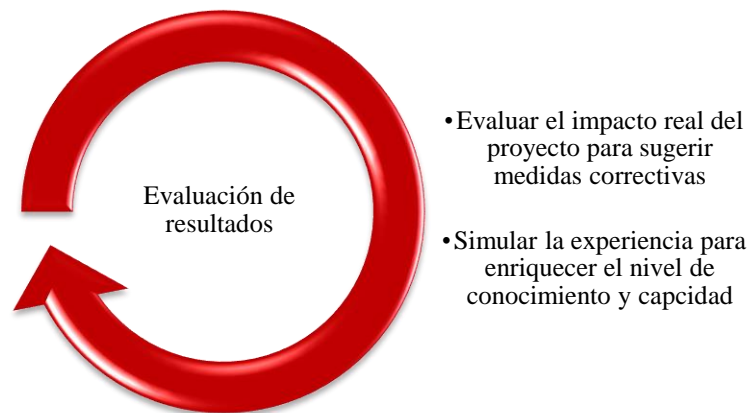 Evaluación de
resultados
•Evaluar el impacto real del
proyecto para sugerir
medidas correctivas
•Simular la experiencia para
enriquecer el nivel de
conocimiento y capcidad